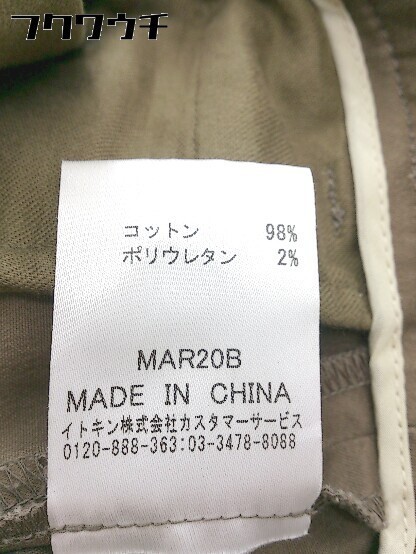 フクウウチ
コットン 98%
ポリウレタン 2%
MAR20B
MADE IN CHINA
イトキン株式会社カスタマーサービス
0120-888-363:03-3478-8088